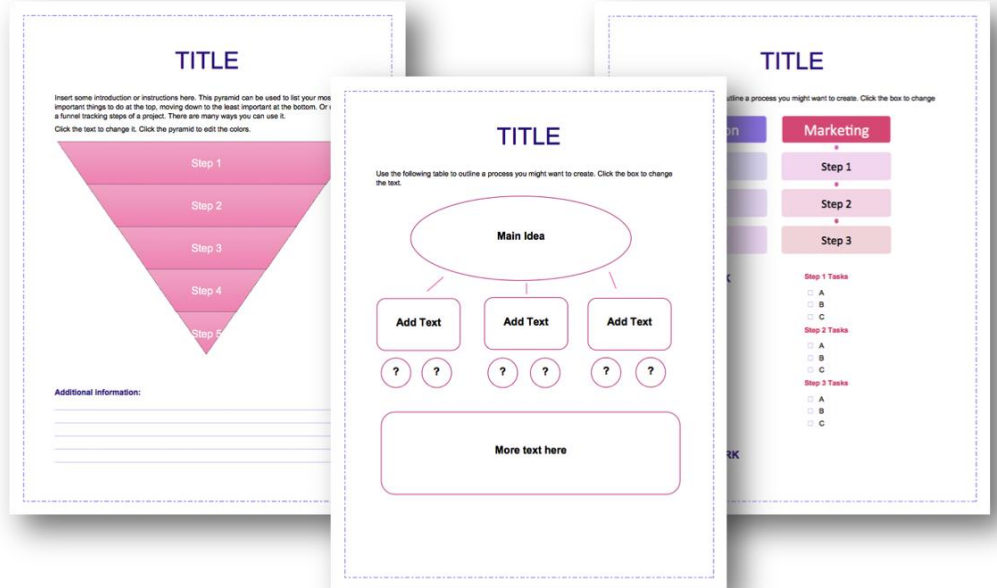 TITLE
Insert some introduction or instructions here. This pyramid can be used to list your mos
important things to do at the top, moving down to the least important at the bottom. Or
a funnel tracking steps of a project. There are many ways you can use it.
Click the text to change it. Click the pyramid to edit the colors.
Step 1
Step 2
Step 3
Step 4
Step 5
Additional information:
TITLE
Use the following table to outline a process you might want to create. Click the box to change
the text.
Main Idea
Add Text
Add Text
Add Text
?
?
?
?
?
?
More text here
TITLE
outline a process you might want to create. Click the box to change
on
Marketing
Step 1
Step 2
Step 3
Step 1 Tasks
A
B
C
Step 2 Tasks
A
B
C
Step 3 Tasks
A
B
C
RK